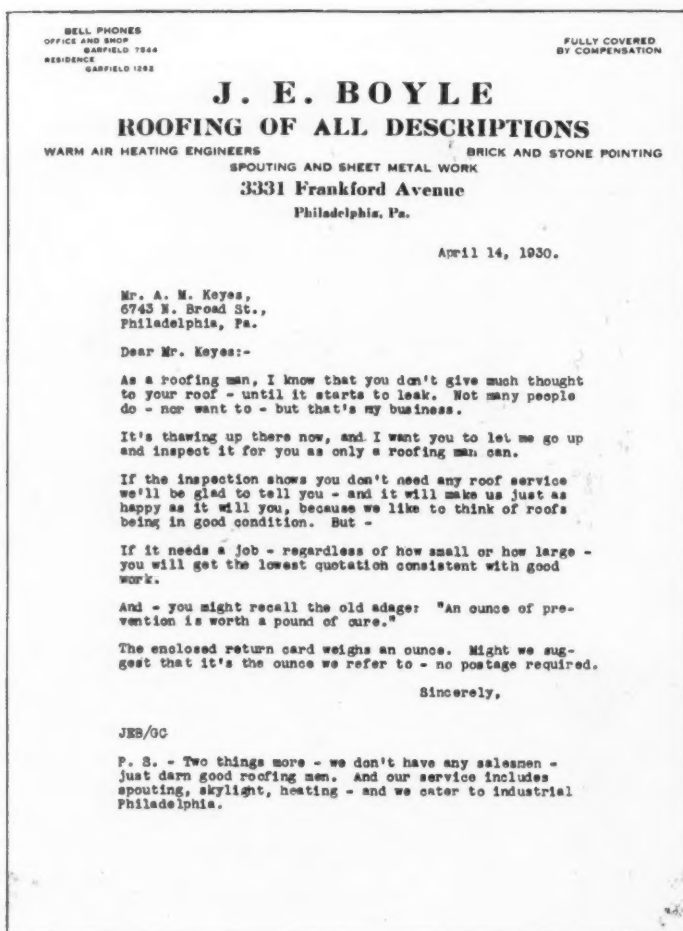 BELL PHONES
OFFICE AND SHOP
GARFIELD 7944
RESIDENCE
GARFIELD 1252
FULLY COVERED
BY COMPENSATION
J. E. BOYLE
ROOFING OF ALL DESCRIPTIONS
WARM AIR HEATING ENGINEERS BRICK AND STONE POINTING
SPOUTING AND SHEET METAL WORK
3331 Frankford Avenue
Philadelphia, Pa.
April 14, 1930.
Mr. A. M. Keyes,
6743 N. Broad St.,
Philadelphia, Pa.
Dear Mr. Keyes:-
As a roofing man, I know that you don't give much thought
to your roof - until it starts to leak. Not many people
do - nor want to - but that's my business.
It's thawing up there now, and I want you to let me go up
and inspect it for you as only a roofing man can.
If the inspection shows you don't need any roof service
we'll be glad to tell you - and it will make us just as
happy as it will you, because we like to think of roofs
being in good condition. But -
If it needs a job - regardless of how small or how large -
you will get the lowest quotation consistent with good
work.
And - you might recall the old adage: "An ounce of pre-
vention is worth a pound of cure."
The enclosed return card weighs an ounce. Might we sug-
gest that it's the ounce we refer to - no postage required.
Sincerely,
JEB/GC
P. S. - Two things more - we don't have any salesmen -
just darn good roofing men. And our service includes
spouting, skylight, heating - and we cater to industrial
Philadelphia.